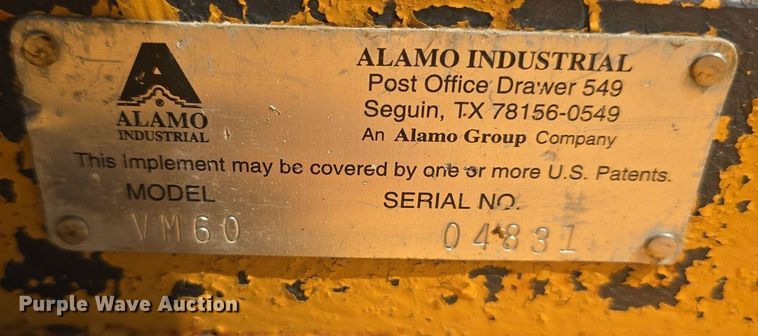 A
ALAMO
INDUSTRIAL
ALAMO INDUSTRIAL
Post Office Drawer 549
Seguin, TX 78156-0549
An Alamo Group Company
This Implement may be covered by one or more U.S. Patents.
MODEL
VM60
SERIAL NO.
04831
Purple Wave Auction